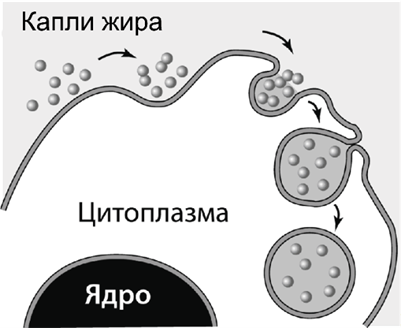 Капли жира
Цитоплазма
Ядро